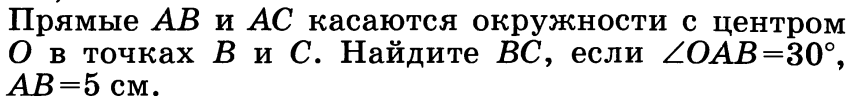 Прямые AB и AC касаются окружности с центром
O в точках B и C. Найдите BC, если ∠OAB=30°,
AB=5 см.